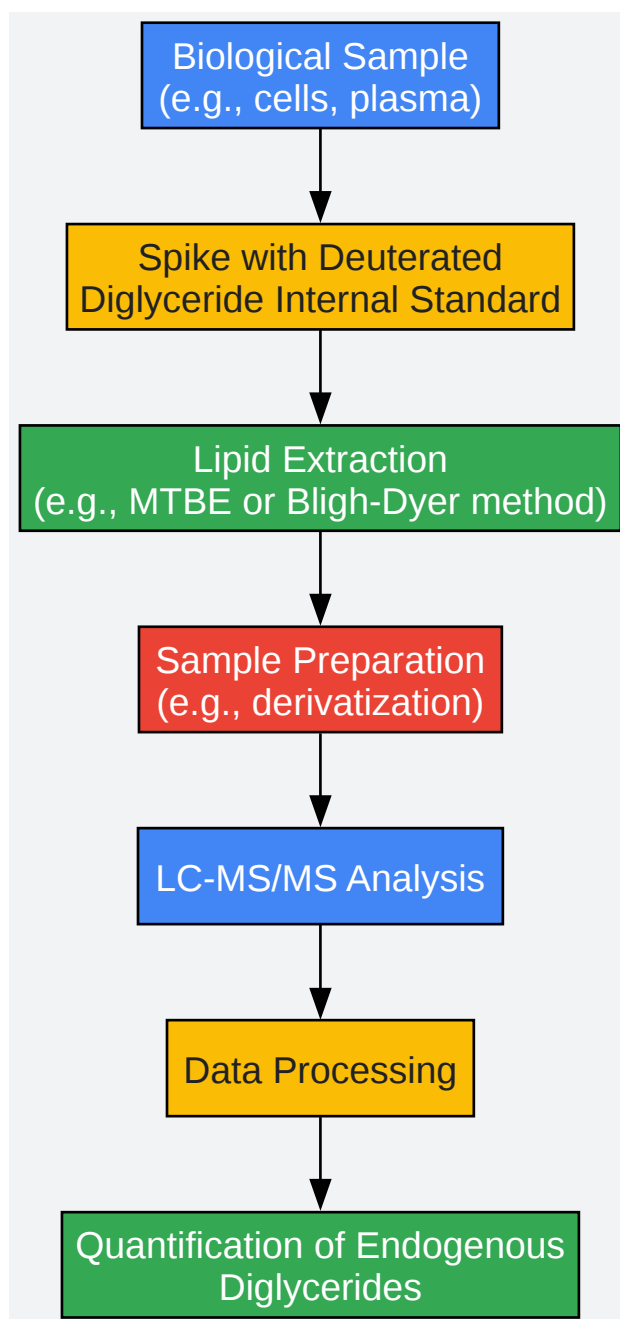 Biological Sample
(e.g., cells, plasma)
Spike with Deuterated
Diglyceride Internal Standard
Lipid Extraction
(e.g., MTBE or Bligh-Dyer method)
Sample Preparation
(e.g., derivatization)
LC-MS/MS Analysis
Data Processing
Quantification of Endogenous
Diglycerides